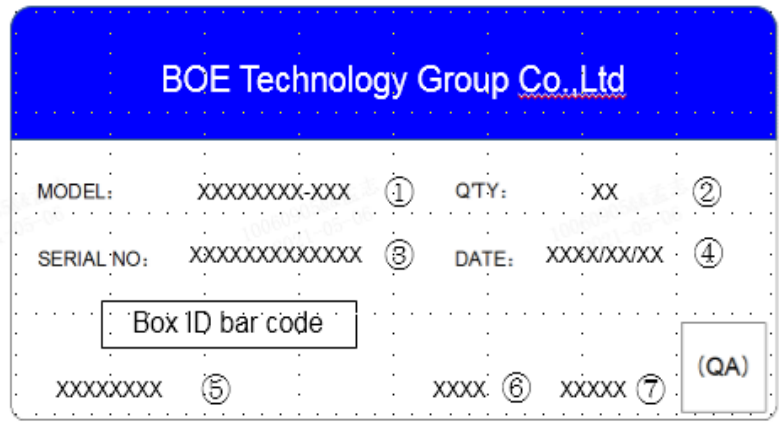 BOE Technology Group Co.,Ltd
MODEL: XXXXXXXX-XXX ① Q'TY: XX ②
SERIAL NO: XXXXXXXXXXXXX ③ DATE: XXXX/XX/XX ④
Box ID bar code
XXXXXXXX ⑤ XXXX ⑥ XXXXX ⑦ (QA)